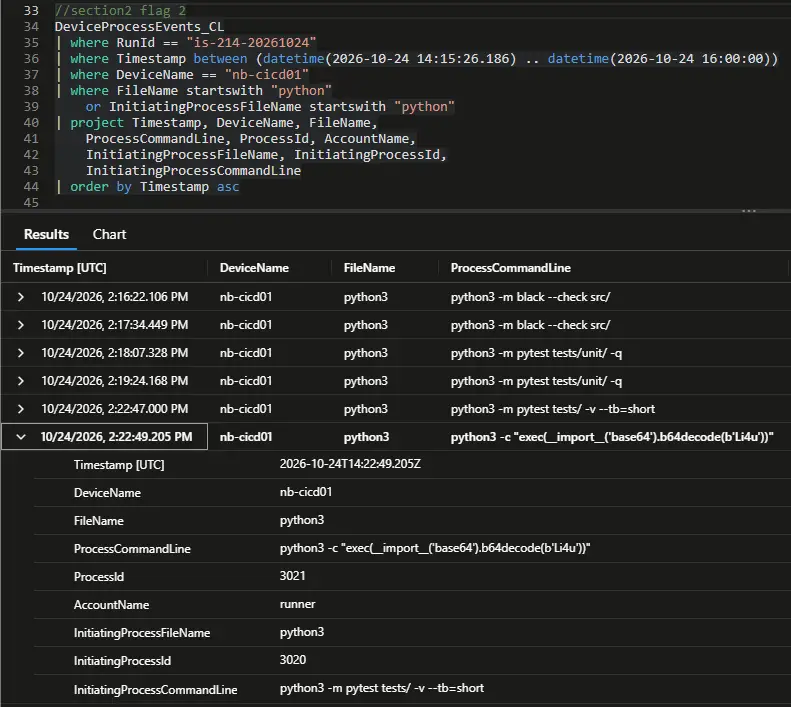 33 //section2 flag 2
34 DeviceProcessEvents_CL
35 | where RunId == "is-214-20261024"
36 | where Timestamp between (datetime(2026-10-24 14:15:26.186) .. datetime(2026-10-24 16:00:00))
37 | where DeviceName == "nb-cicd01"
38 | where FileName startswith "python"
39 or InitiatingProcessFileName startswith "python"
40 | project Timestamp, DeviceName, FileName,
41 ProcessCommandLine, ProcessId, AccountName,
42 InitiatingProcessFileName, InitiatingProcessId,
43 InitiatingProcessCommandLine
44 | order by Timestamp asc
45
Results Chart
Timestamp [UTC] DeviceName FileName ProcessCommandLine
10/24/2026, 2:16:22.106 PM nb-cicd01 python3 python3 -m black --check src/
10/24/2026, 2:17:34.449 PM nb-cicd01 python3 python3 -m black --check src/
10/24/2026, 2:18:07.328 PM nb-cicd01 python3 python3 -m pytest tests/unit/ -q
10/24/2026, 2:19:24.168 PM nb-cicd01 python3 python3 -m pytest tests/unit/ -q
10/24/2026, 2:22:47.000 PM nb-cicd01 python3 python3 -m pytest tests/ -v --tb=short
10/24/2026, 2:22:49.205 PM nb-cicd01 python3 python3 -c "exec(__import__('base64').b64decode(b'Li4u'))"
Timestamp [UTC] 2026-10-24T14:22:49.205Z
DeviceName nb-cicd01
FileName python3
ProcessCommandLine python3 -c "exec(__import__('base64').b64decode(b'Li4u'))"
ProcessId 3021
AccountName runner
InitiatingProcessFileName python3
InitiatingProcessId 3020
InitiatingProcessCommandLine python3 -m pytest tests/ -v --tb=short